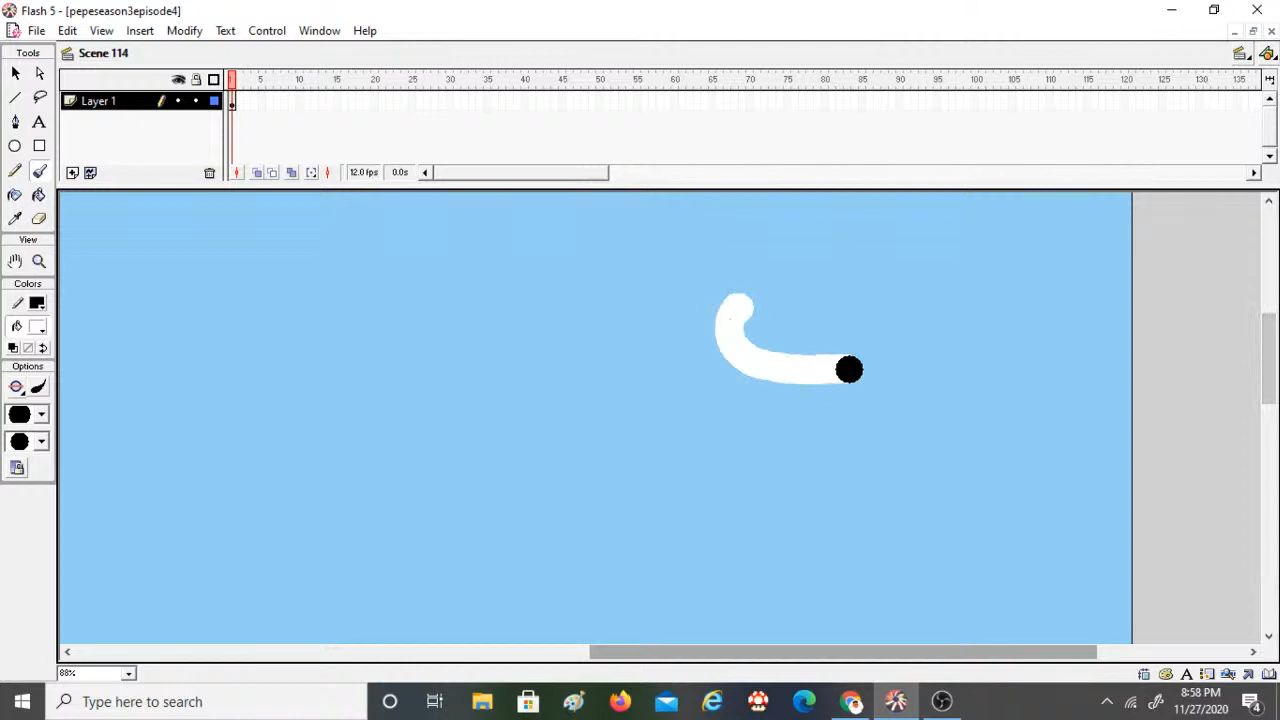 Flash 5 - [pepeseason3episode4]
File Edit View Insert Modify Text Control Window Help
Tools
Scene 114
5 10 15 20 25 30 35 40 45 50 55 60 65 70 75 80 85 90 95 100 105 110 115 120 125 130 135
Layer 1
12.0 fps 0.0s
View
Colors
Options
88%
Type here to search
8:58 PM
11/27/2020
4